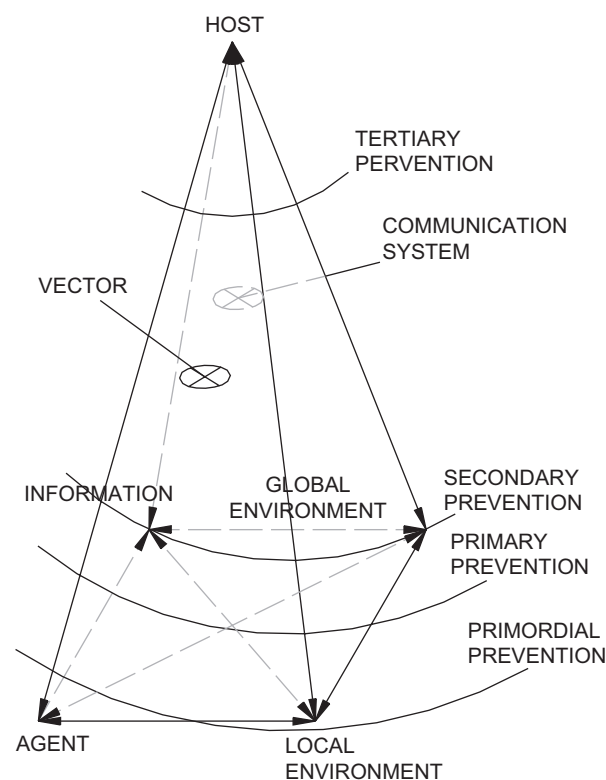 HOST
TERTIARY
PERVENTION
COMMUNICATION
SYSTEM
VECTOR
INFORMATION
GLOBAL
ENVIRONMENT
SECONDARY
PREVENTION
PRIMARY
PREVENTION
PRIMORDIAL
PREVENTION
AGENT
LOCAL
ENVIRONMENT